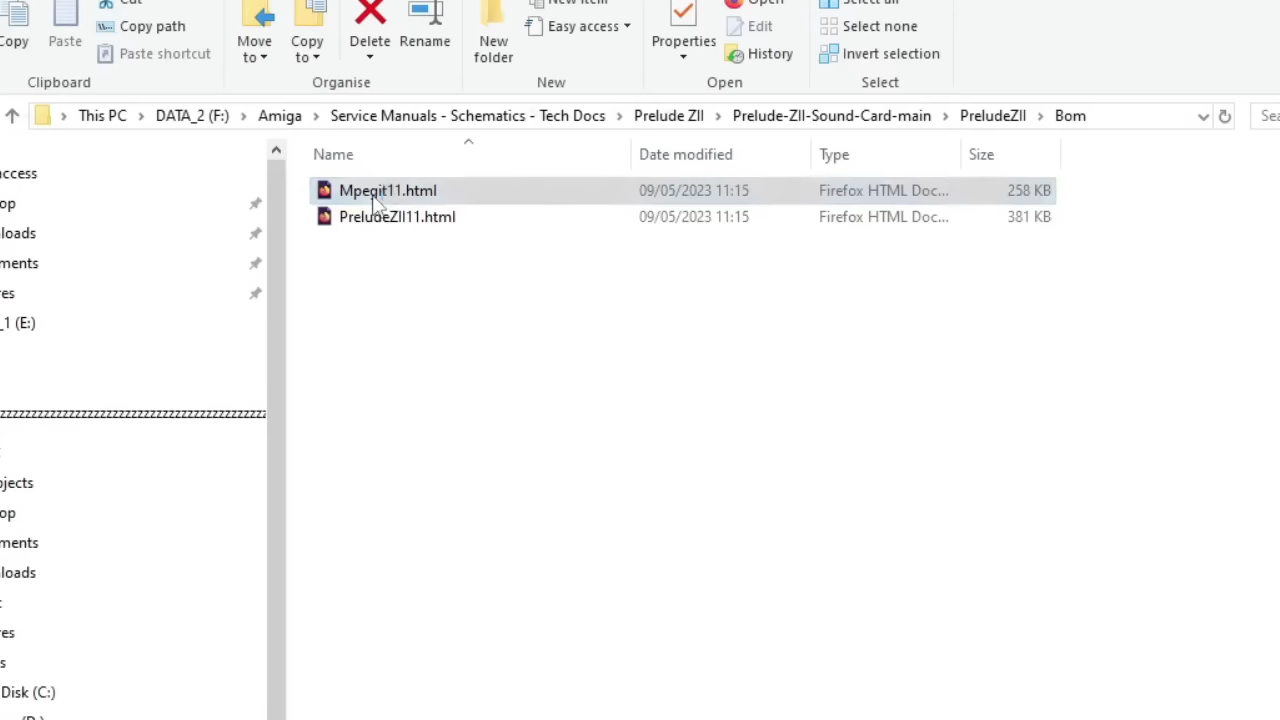 Cut
Copy path
Paste shortcut
Copy
Paste
Clipboard
Move to
Copy to
Delete
Rename
Organise
New item
Easy access
New folder
New
Properties
Open
Edit
History
Open
Select all
Select none
Invert selection
Select
This PC > DATA_2 (F:) > Amiga > Service Manuals - Schematics - Tech Docs > Prelude ZII > Prelude-ZII-Sound-Card-main > PreludeZII > Bom
Sea
Name Date modified Type Size
Mpegit11.html 09/05/2023 11:15 Firefox HTML Doc... 258 KB
PreludeZII11.html 09/05/2023 11:15 Firefox HTML Doc... 381 KB
access
op
loads
ments
res
_1 (E:)
jects
op
ments
loads
res
s
Disk (C:)